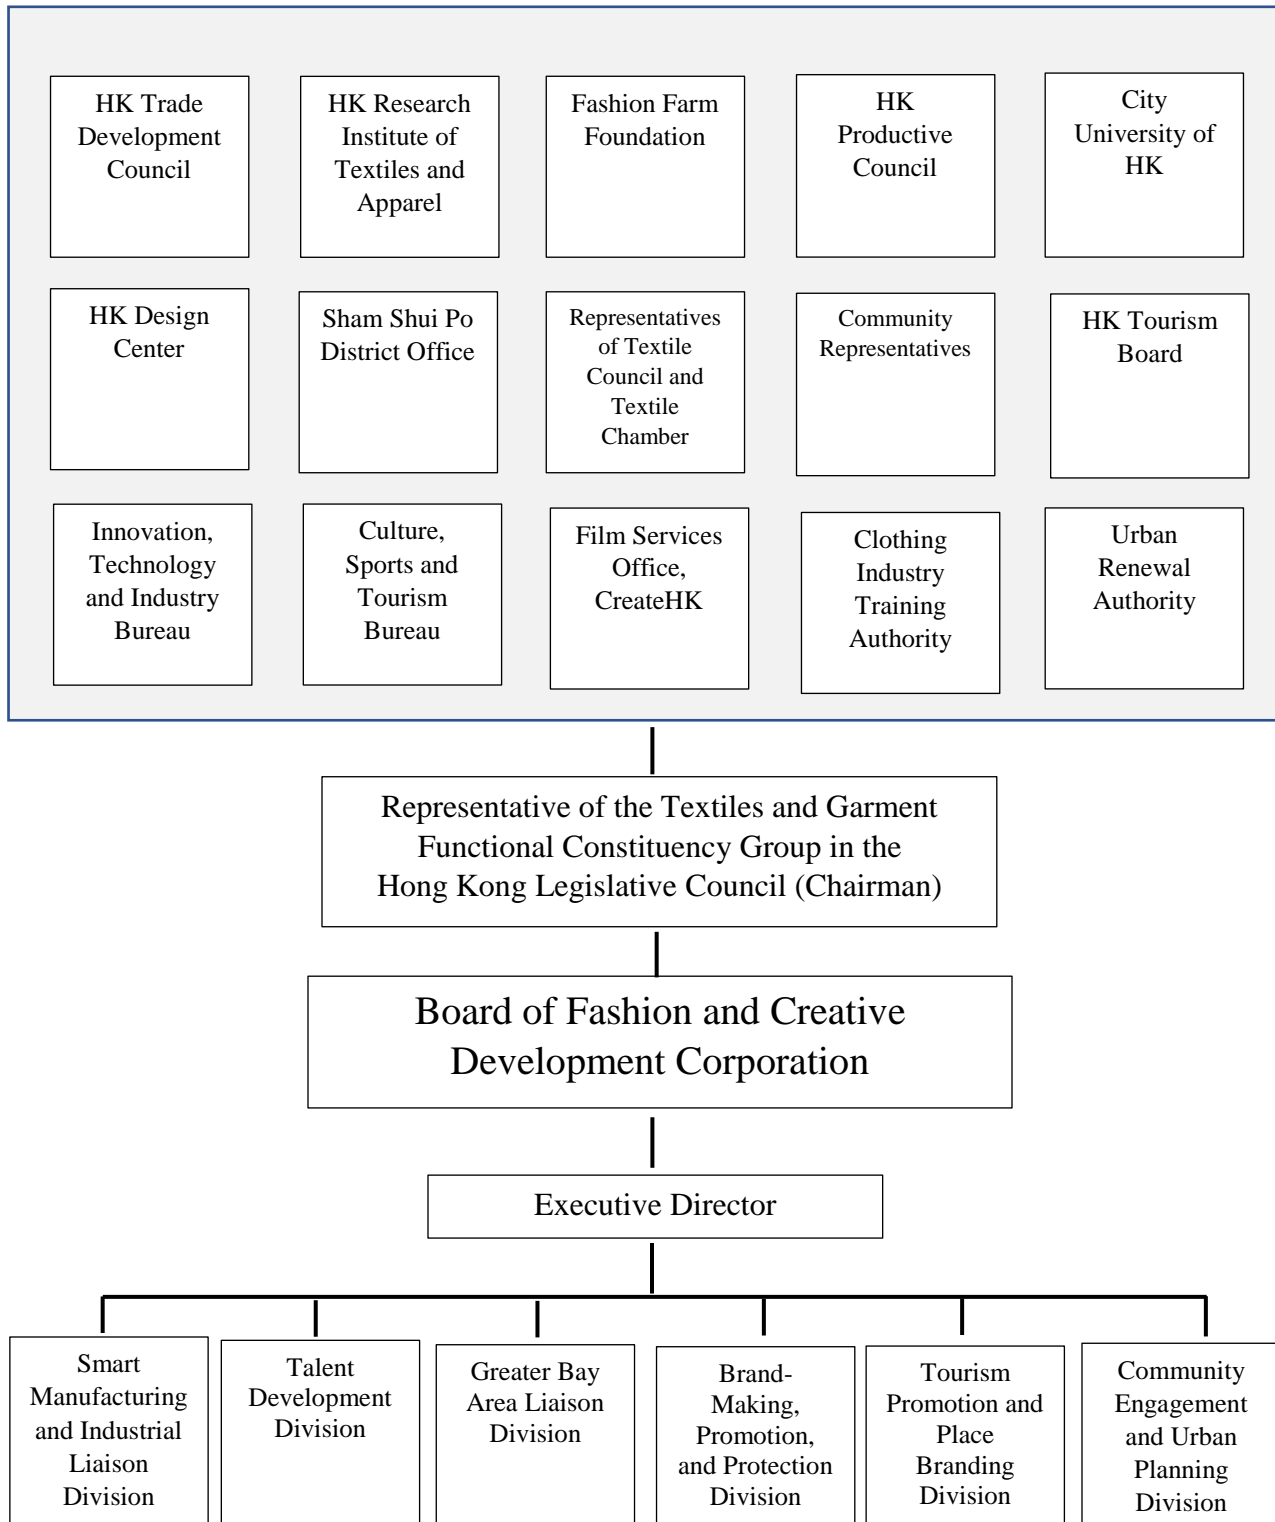 HK Trade
Development
Council
HK Research
Institute of
Textiles and
Apparel
Fashion Farm
Foundation
HK
Productive
Council
City
University of
HK
HK Design
Center
Sham Shui Po
District Office
Representatives
of Textile
Council and
Textile
Chamber
Community
Representatives
HK Tourism
Board
Innovation,
Technology
and Industry
Bureau
Culture,
Sports and
Tourism
Bureau
Film Services
Office,
CreateHK
Clothing
Industry
Training
Authority
Urban
Renewal
Authority
Representative of the Textiles and Garment
Functional Constituency Group in the
Hong Kong Legislative Council (Chairman)
Board of Fashion and Creative
Development Corporation
Executive Director
Smart
Manufacturing
and Industrial
Liaison
Division
Talent
Development
Division
Greater Bay
Area Liaison
Division
Brand-
Making,
Promotion,
and Protection
Division
Tourism
Promotion and
Place
Branding
Division
Community
Engagement
and Urban
Planning
Division